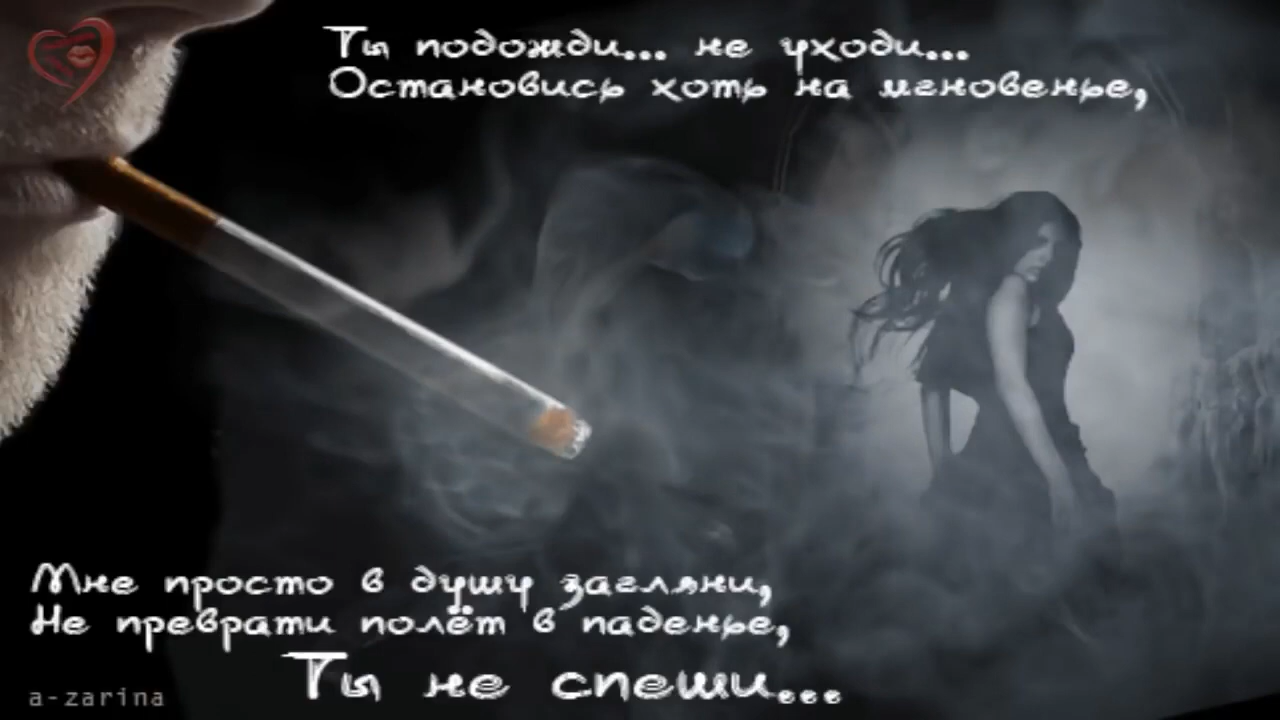 Ты подожди... не уходи...
Остановись хоть на мгновенье,
Мне просто в душу загляни,
Не преврати полёт в паденье,
Ты не спеши...
a-zarina